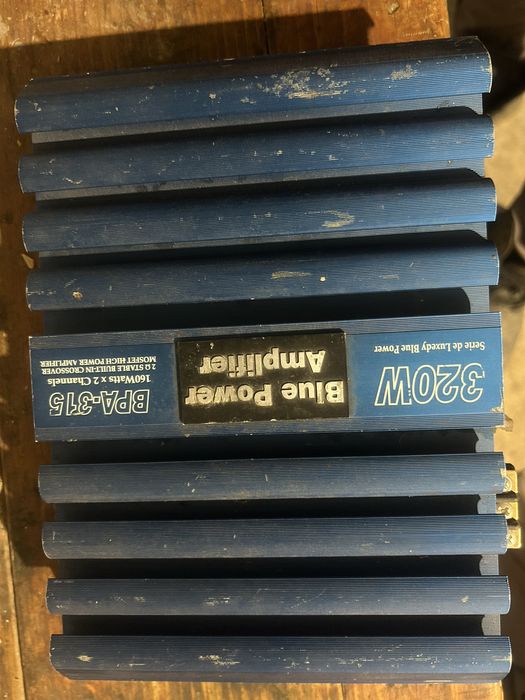 320W
Serie de Luxedy Blue Power
Blue Power
Amplifier
BPA-315
160Watts x 2 Channels
2 Ω STABLE BUILT-IN CROSSOVER
MOSFET HIGH POWER AMPLIFIER